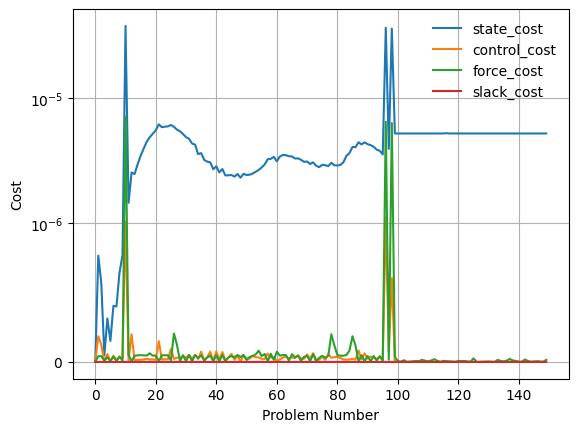 state_cost
control_cost
force_cost
slack_cost
10⁻⁵
10⁻⁶
0
Cost
0 20 40 60 80 100 120 140
Problem Number